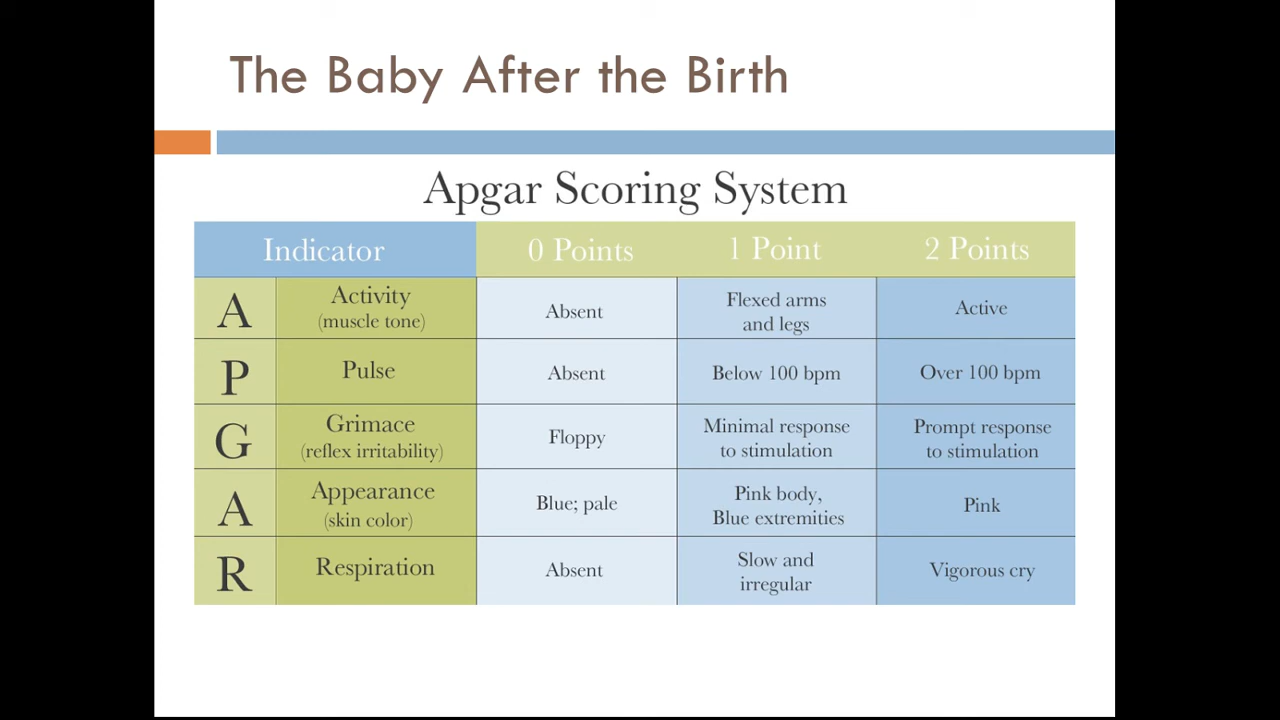 The Baby After the Birth
Apgar Scoring System
Indicator 0 Points 1 Point 2 Points
A Activity (muscle tone) Absent Flexed arms and legs Active
P Pulse Absent Below 100 bpm Over 100 bpm
G Grimace (reflex irritability) Floppy Minimal response to stimulation Prompt response to stimulation
A Appearance (skin color) Blue; pale Pink body, Blue extremities Pink
R Respiration Absent Slow and irregular Vigorous cry